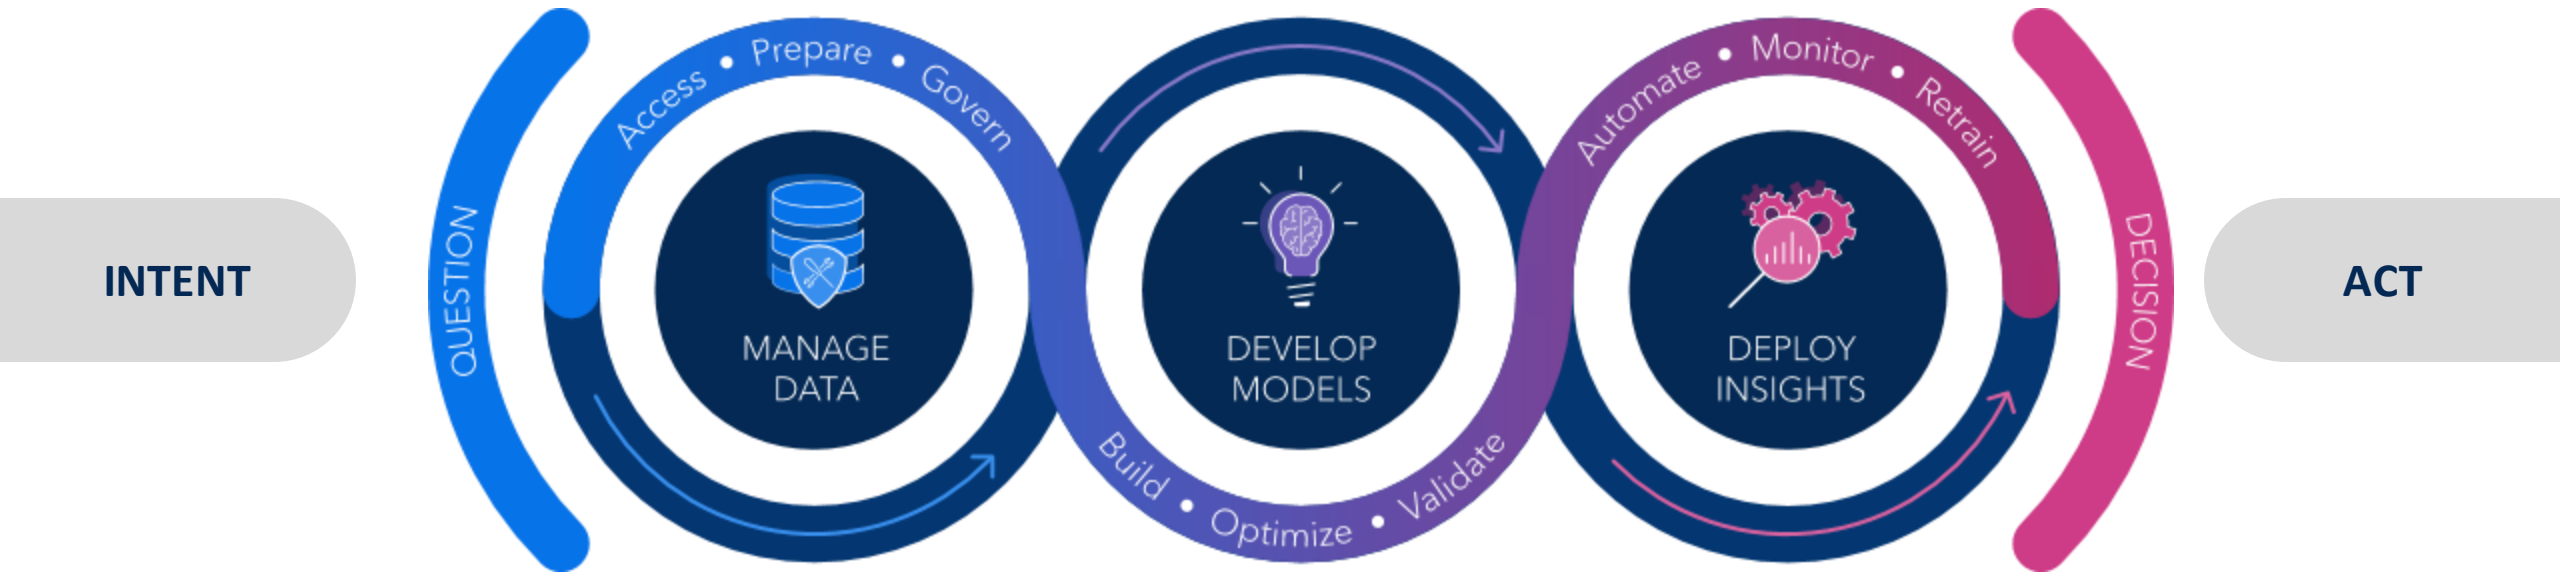 INTENT
QUESTION
Access • Prepare • Govern
MANAGE
DATA
DEVELOP
MODELS
Build • Optimize • Validate
Automate • Monitor • Retrain
DEPLOY
INSIGHTS
DECISION
ACT